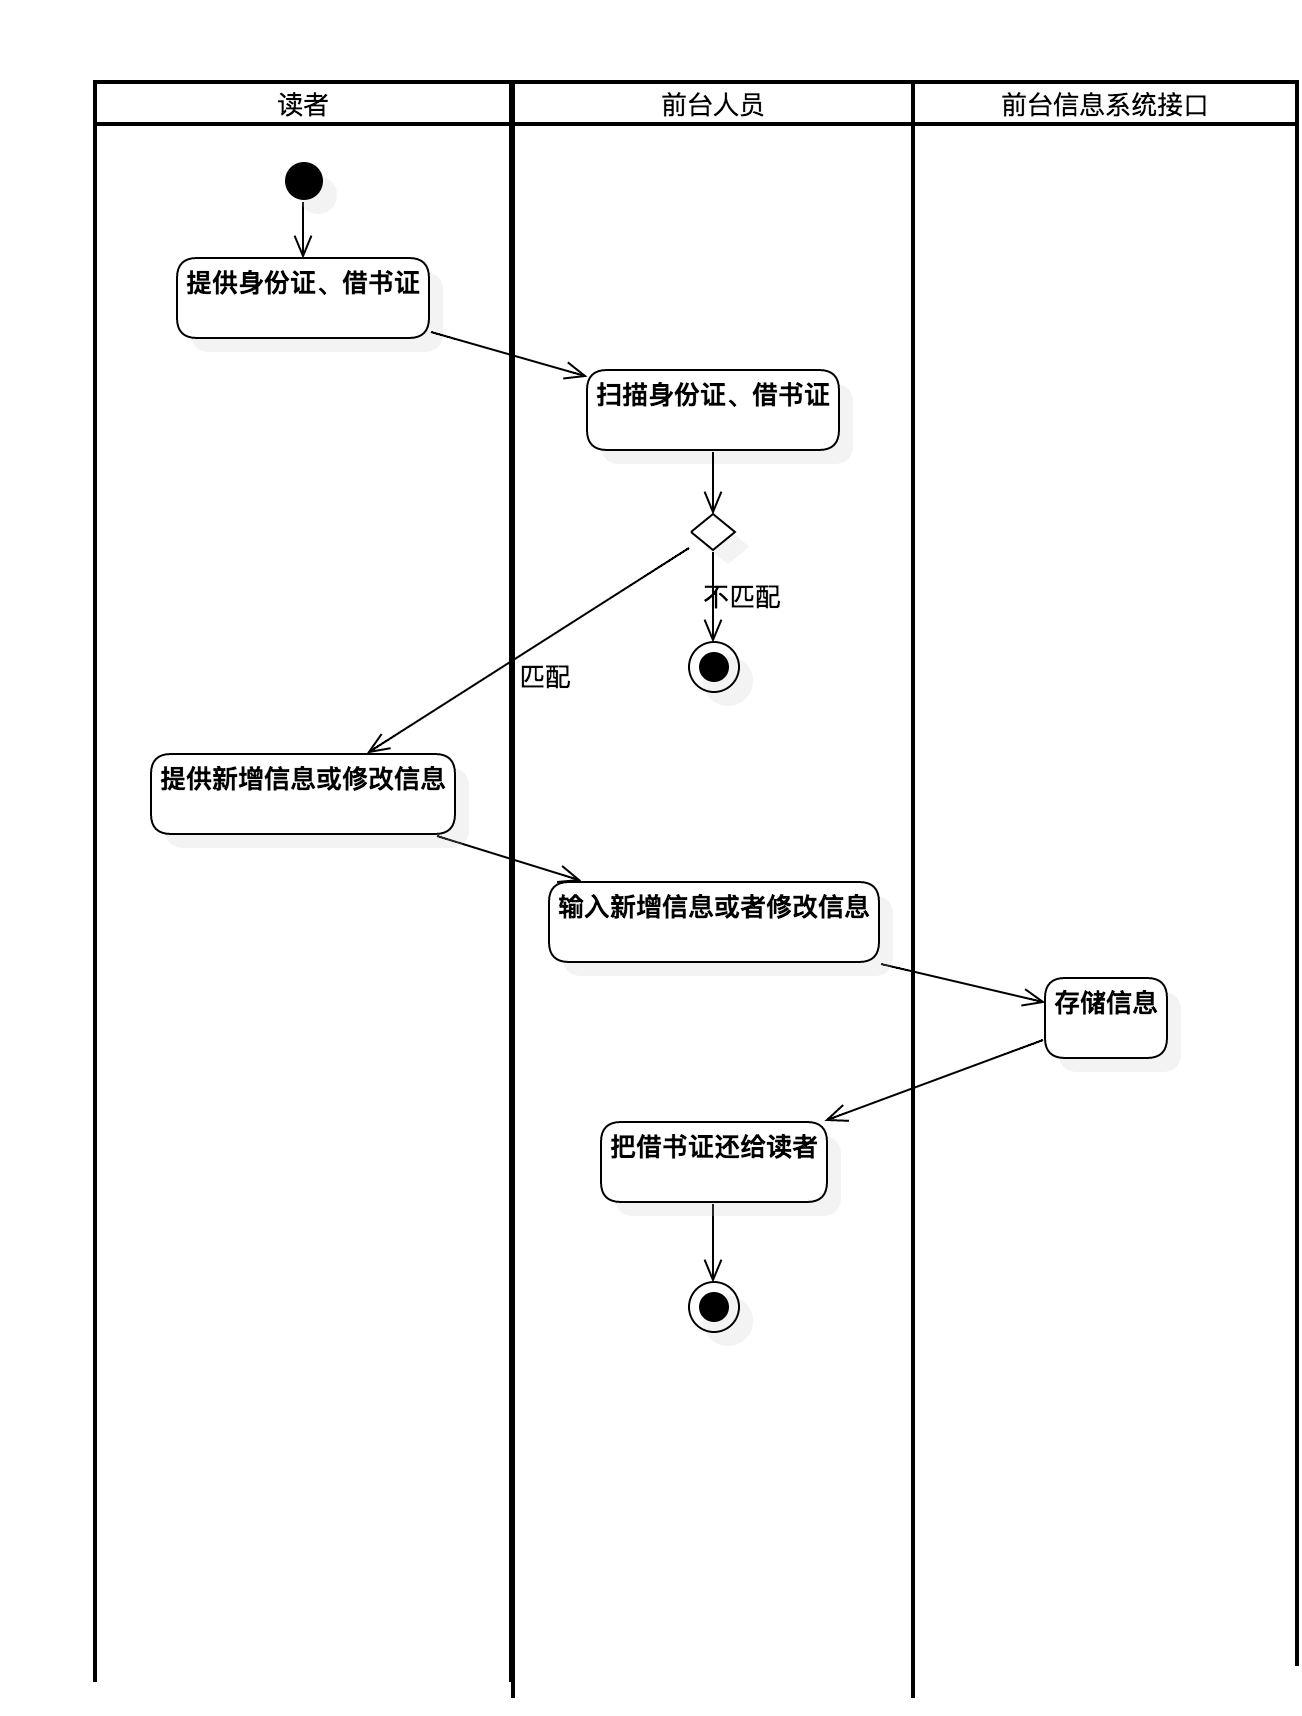 读者
前台人员
前台信息系统接口
提供身份证、借书证
扫描身份证、借书证
不匹配
匹配
提供新增信息或修改信息
输入新增信息或者修改信息
存储信息
把借书证还给读者